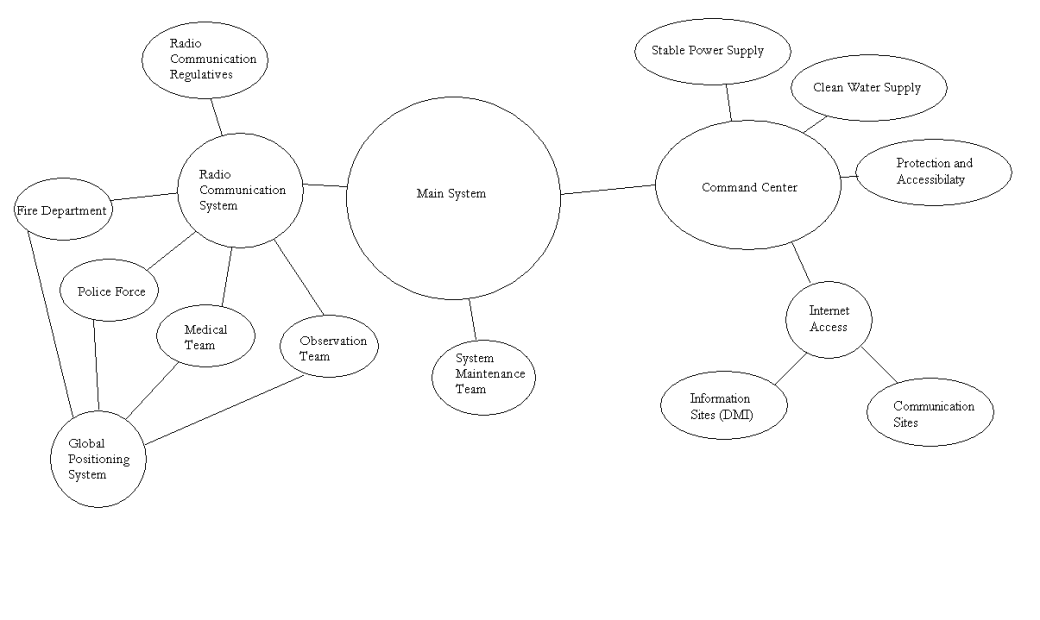 Radio
Communication
Regulatives
Stable Power Supply
Clean Water Supply
Protection and
Accessibilaty
Radio
Communication
System
Main System
Command Center
Fire Department
Police Force
Medical
Team
Observation
Team
System
Maintenance
Team
Internet
Access
Information
Sites (DMI)
Communication
Sites
Global
Positioning
System